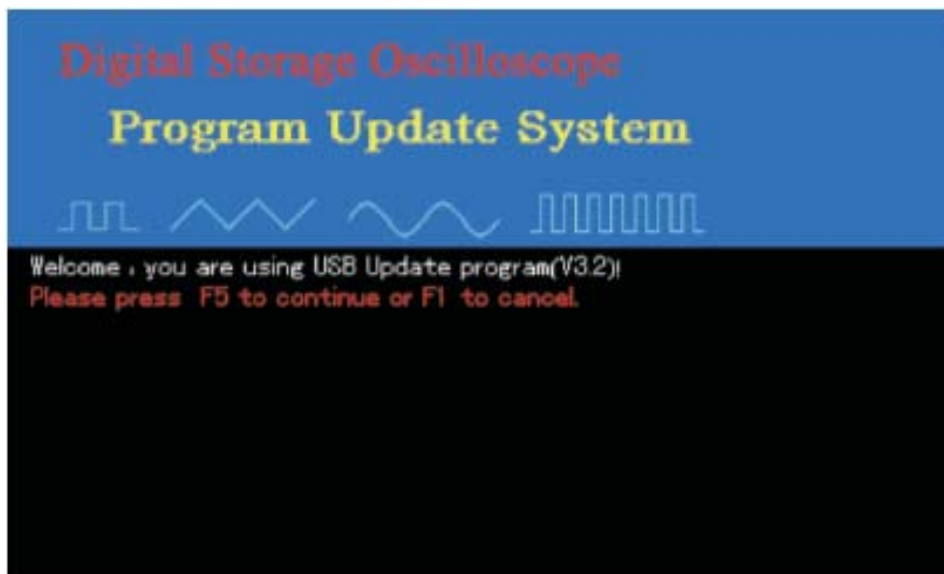 Digital Storage Oscilloscope
Program Update System
Welcome , you are using USB Update program(V3.2)!
Please press F5 to continue or F1 to cancel.